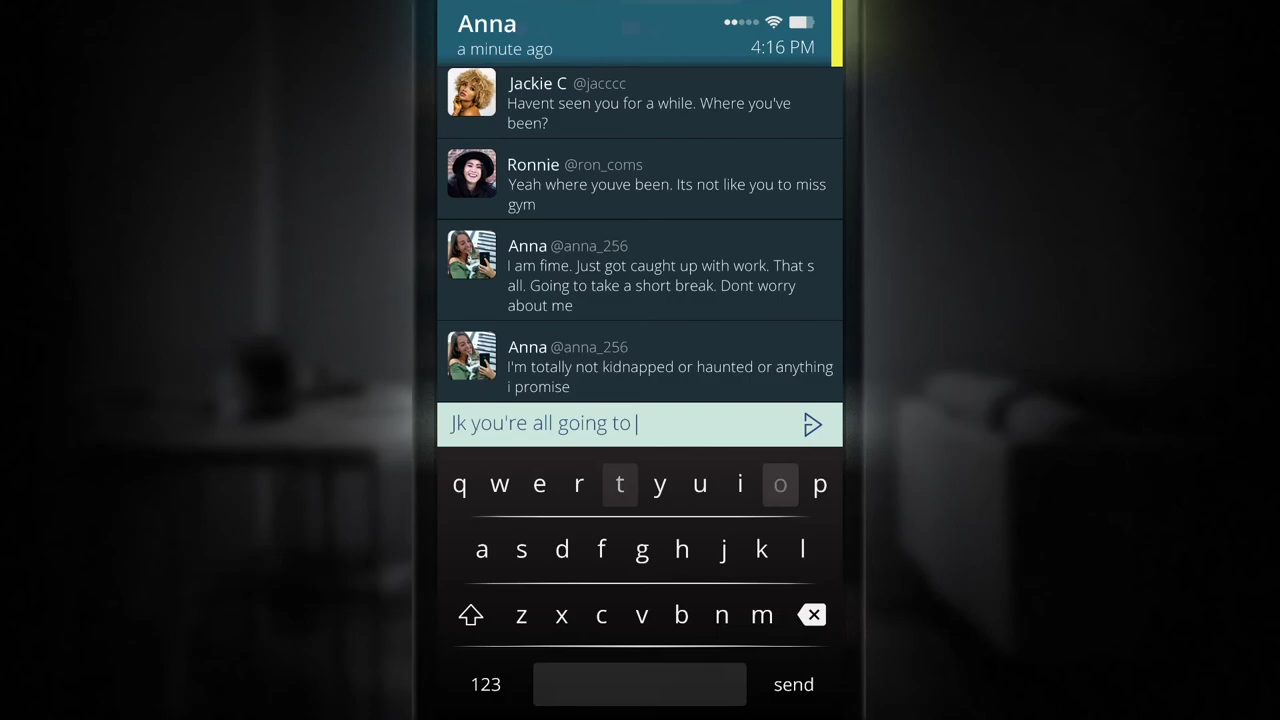 Anna
a minute ago
4:16 PM
Jackie C @jacccc
Havent seen you for a while. Where you've
been?
Ronnie @ron_coms
Yeah where youve been. Its not like you to miss
gym
Anna @anna_256
I am fime. Just got caught up with work. That s
all. Going to take a short break. Dont worry
about me
Anna @anna_256
I'm totally not kidnapped or haunted or anything
i promise
Jk you're all going to
q w e r t y u i o p
a s d f g h j k l
z x c v b n m
123
send